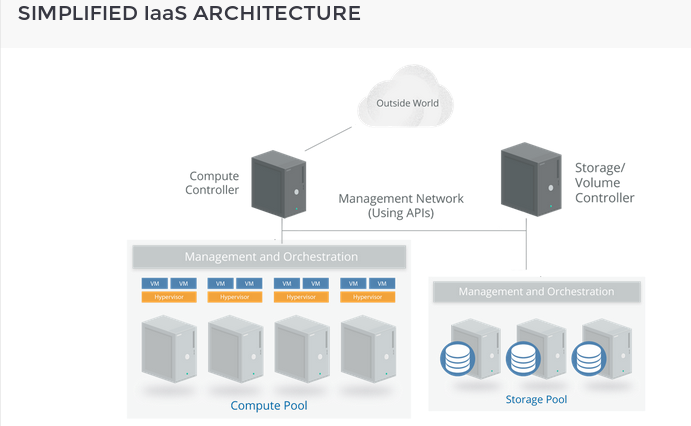 SIMPLIFIED IaaS ARCHITECTURE
Outside World
Compute
Controller
Storage/
Volume
Controller
Management Network
(Using APIs)
Management and Orchestration
VM VM VM VM VM VM VM VM
Hypervisor Hypervisor Hypervisor Hypervisor
Compute Pool
Management and Orchestration
Storage Pool